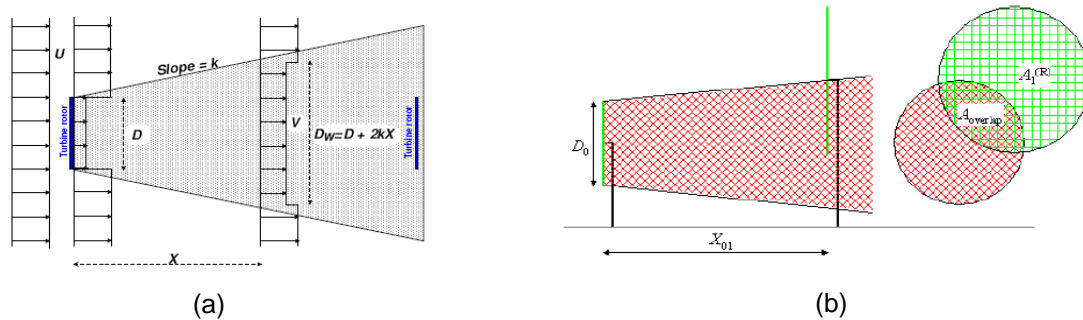 U
Slope = k
Turbine rotor
D
V
D_W=D + 2kX
Turbine rotor
X
(a)
D_0
X_01
A_1^(R)
A_overlap
(b)